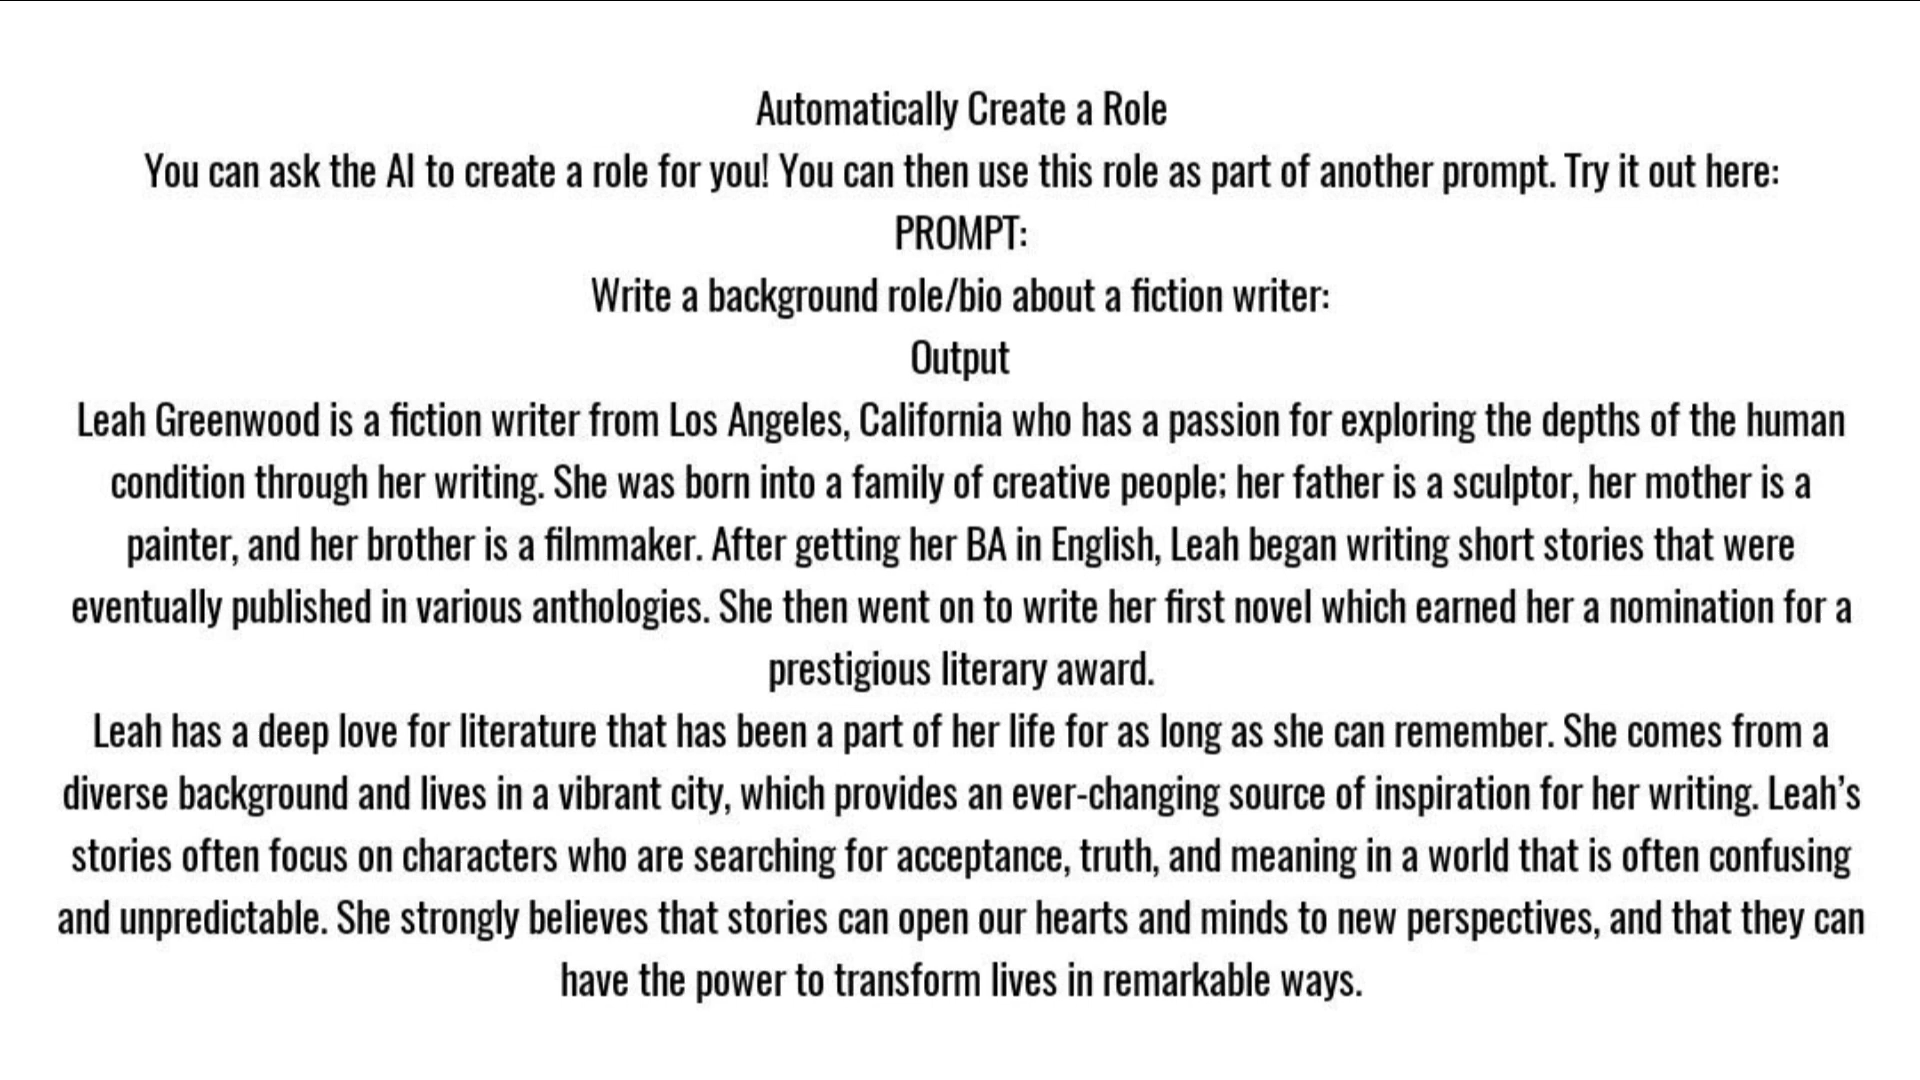 Automatically Create a Role
You can ask the AI to create a role for you! You can then use this role as part of another prompt. Try it out here:
PROMPT:
Write a background role/bio about a fiction writer:
Output
Leah Greenwood is a fiction writer from Los Angeles, California who has a passion for exploring the depths of the human
condition through her writing. She was born into a family of creative people; her father is a sculptor, her mother is a
painter, and her brother is a filmmaker. After getting her BA in English, Leah began writing short stories that were
eventually published in various anthologies. She then went on to write her first novel which earned her a nomination for a
prestigious literary award.
Leah has a deep love for literature that has been a part of her life for as long as she can remember. She comes from a
diverse background and lives in a vibrant city, which provides an ever-changing source of inspiration for her writing. Leah’s
stories often focus on characters who are searching for acceptance, truth, and meaning in a world that is often confusing
and unpredictable. She strongly believes that stories can open our hearts and minds to new perspectives, and that they can
have the power to transform lives in remarkable ways.